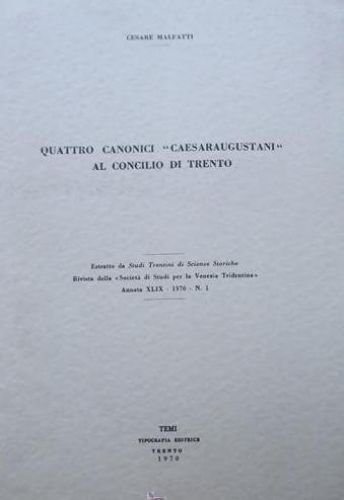 CESARE MALFATTI
QUATTRO CANONICI "CAESARAUGUSTANI"
AL CONCILIO DI TRENTO
Estratto da Studi Trentini di Scienze Storiche
Rivista della «Società di Studi per la Venezia Tridentina»
Annata XLIX - 1970 - N. 1
TEMI
TIPOGRAFIA EDITRICE
TRENTO
1970